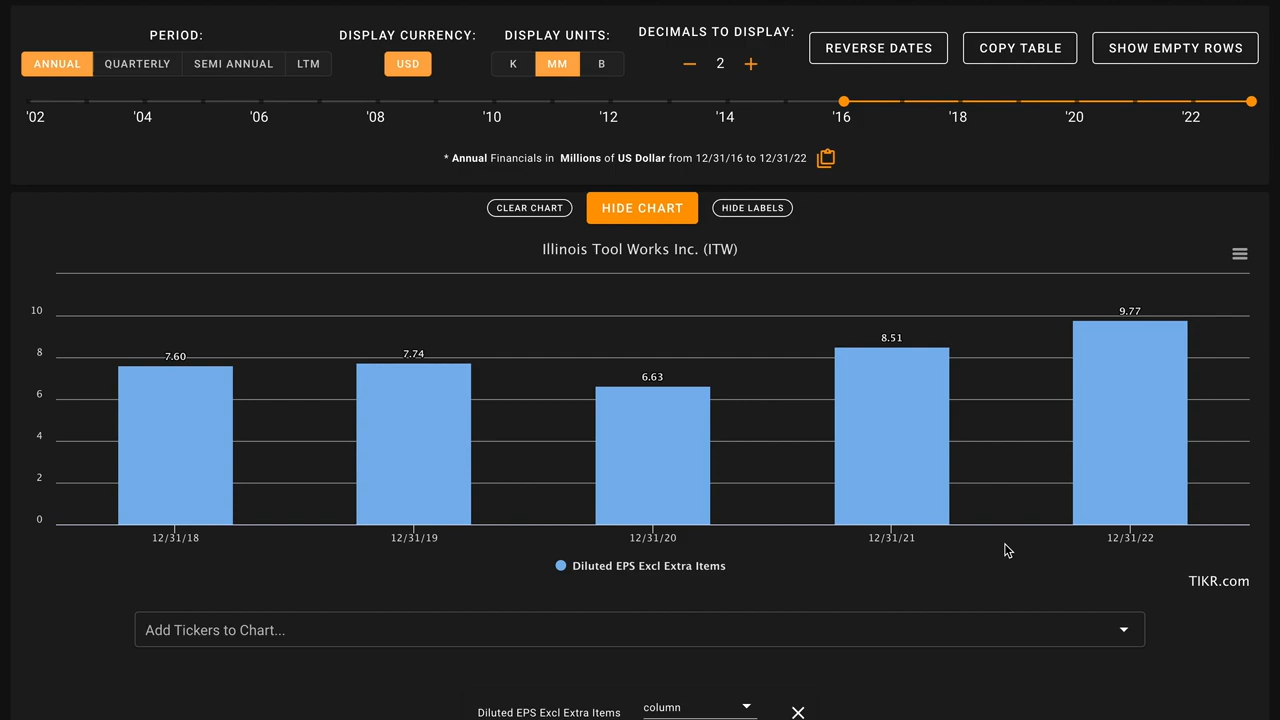 PERIOD:
ANNUAL QUARTERLY SEMI ANNUAL LTM
DISPLAY CURRENCY:
USD
DISPLAY UNITS:
K MM B
DECIMALS TO DISPLAY:
− 2 +
REVERSE DATES
COPY TABLE
SHOW EMPTY ROWS
'02 '04 '06 '08 '10 '12 '14 '16 '18 '20 '22
* Annual Financials in Millions of US Dollar from 12/31/16 to 12/31/22
CLEAR CHART
HIDE CHART
HIDE LABELS
Illinois Tool Works Inc. (ITW)
10
8
6
4
2
0
7.60 7.74 6.63 8.51 9.77
12/31/18 12/31/19 12/31/20 12/31/21 12/31/22
Diluted EPS Excl Extra Items
TIKR.com
Add Tickers to Chart...
Diluted EPS Excl Extra Items column